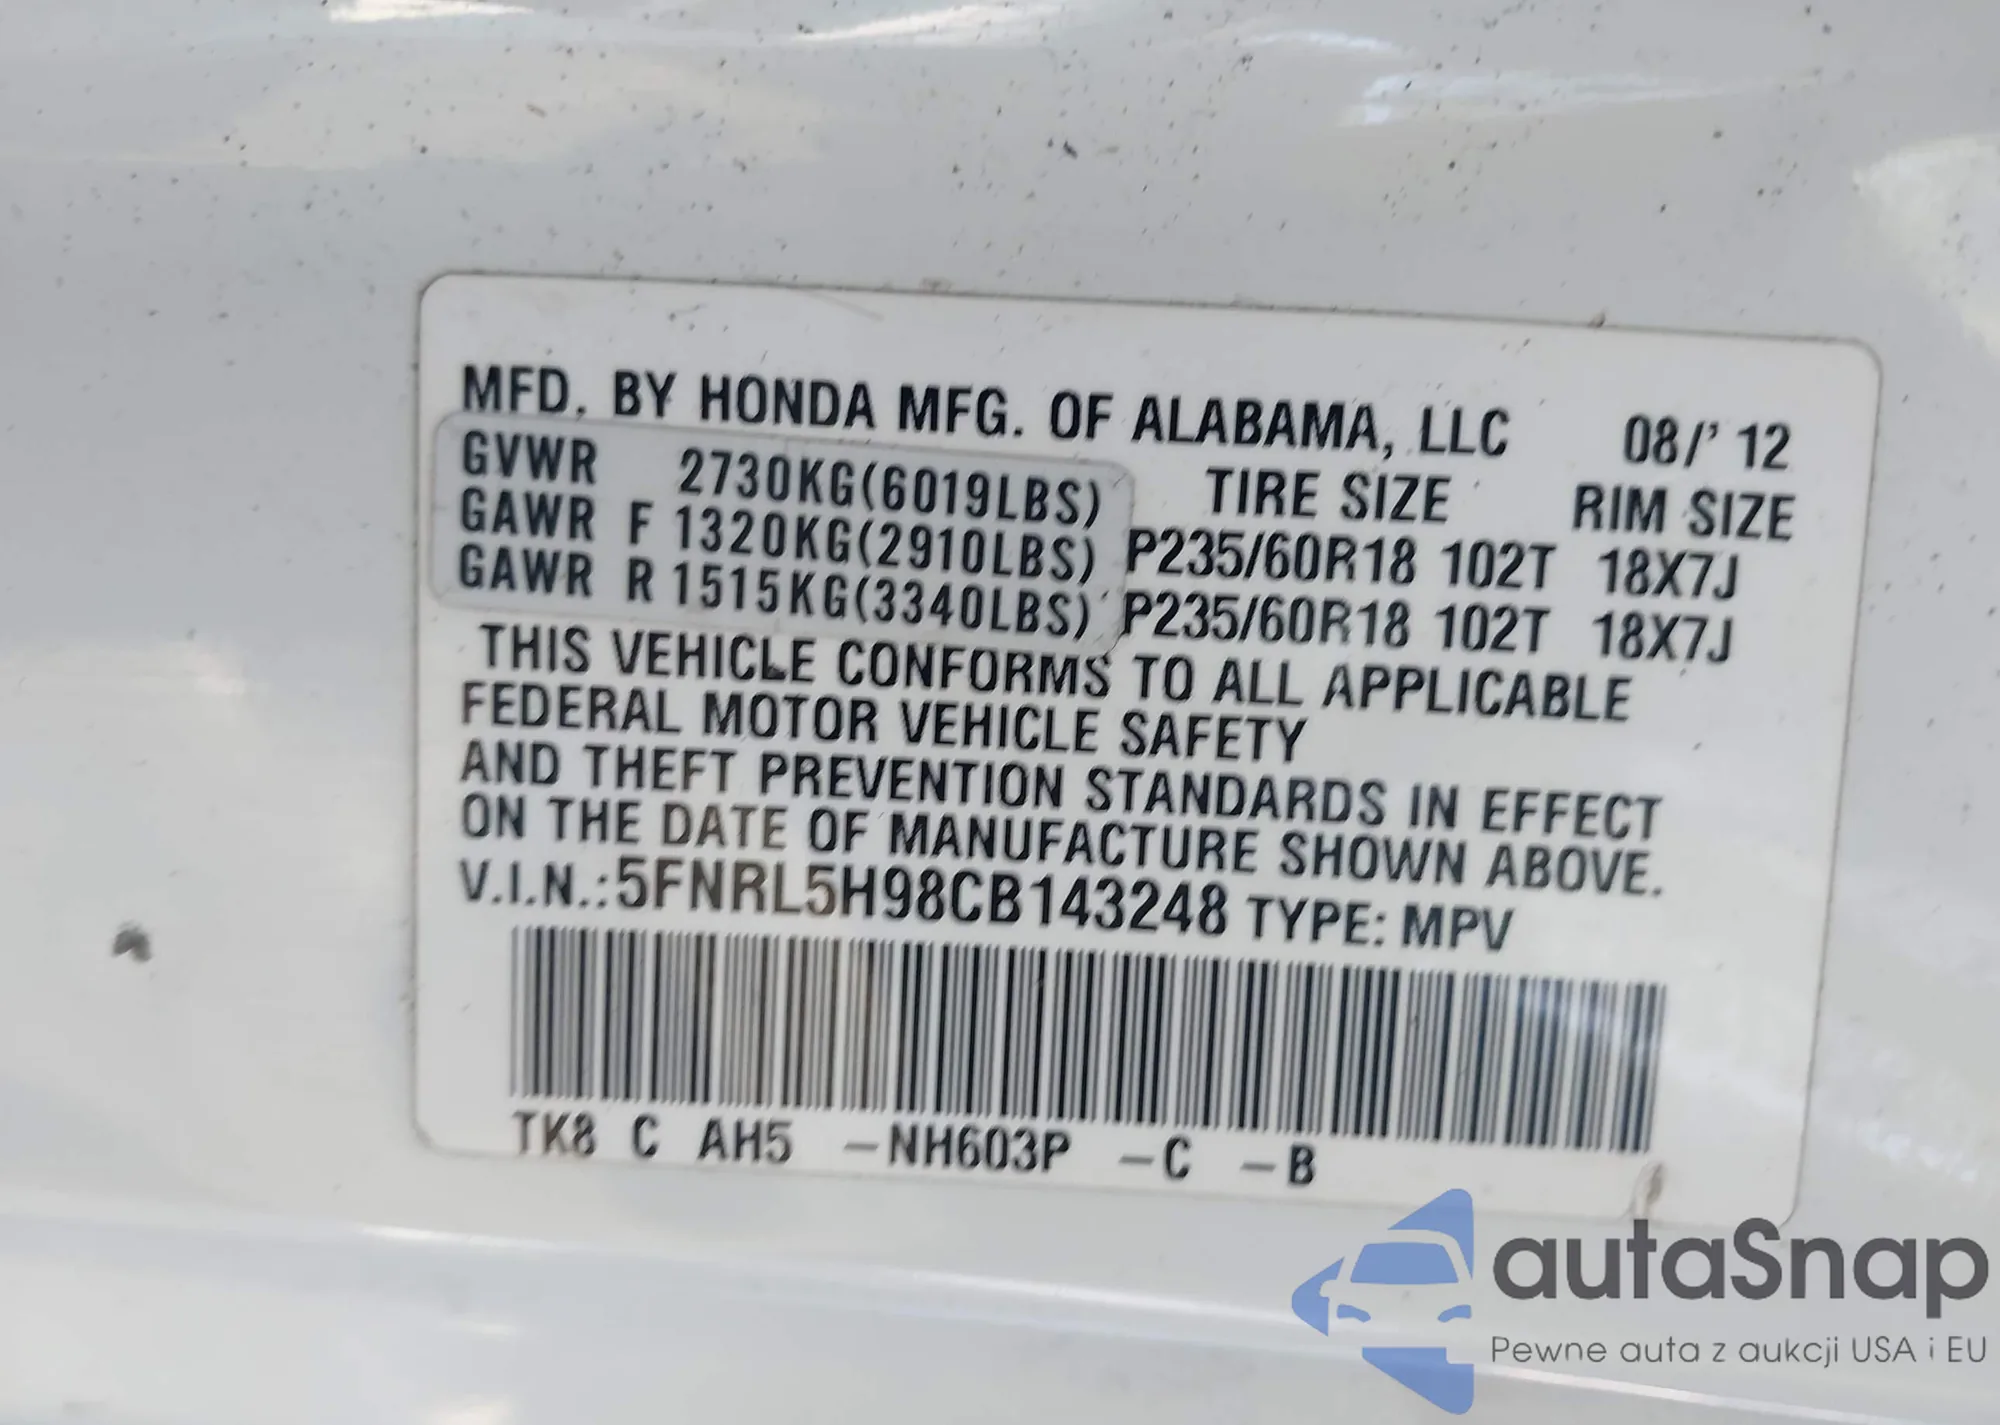 MFD. BY HONDA MFG. OF ALABAMA, LLC 08/' 12
GVWR 2730KG(6019LBS) TIRE SIZE RIM SIZE
GAWR F 1320KG(2910LBS) P235/60R18 102T 18X7J
GAWR R 1515KG(3340LBS) P235/60R18 102T 18X7J
THIS VEHICLE CONFORMS TO ALL APPLICABLE
FEDERAL MOTOR VEHICLE SAFETY
AND THEFT PREVENTION STANDARDS IN EFFECT
ON THE DATE OF MANUFACTURE SHOWN ABOVE.
V.I.N.:5FNRL5H98CB143248 TYPE: MPV
TK8 C AH5 -NH603P -C -B
autaSnap
Pewne auta z aukcji USA i EU